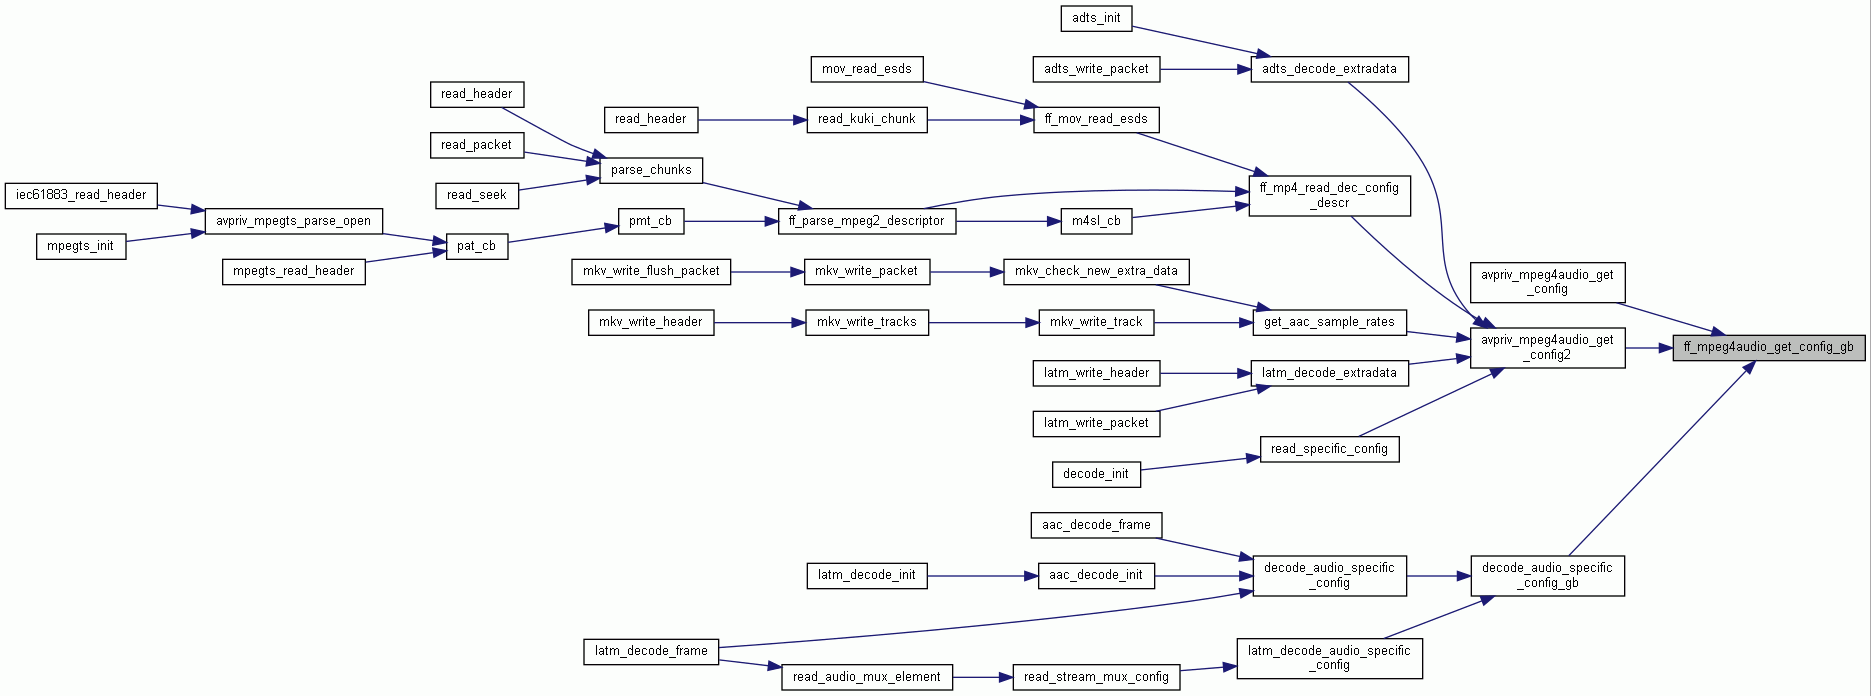 adts_init
mov_read_esds
adts_write_packet
adts_decode_extradata
read_header
read_header
read_kuki_chunk
ff_mov_read_esds
read_packet
parse_chunks
iec61883_read_header
read_seek
ff_mp4_read_dec_config
_descr
avpriv_mpegts_parse_open
pmt_cb
ff_parse_mpeg2_descriptor
m4sl_cb
mpegts_init
pat_cb
mpegts_read_header
mkv_write_flush_packet
mkv_write_packet
mkv_check_new_extra_data
avpriv_mpeg4audio_get
_config
mkv_write_header
mkv_write_tracks
mkv_write_track
get_aac_sample_rates
avpriv_mpeg4audio_get
_config2
ff_mpeg4audio_get_config_gb
latm_write_header
latm_decode_extradata
latm_write_packet
read_specific_config
decode_init
aac_decode_frame
latm_decode_init
aac_decode_init
decode_audio_specific
_config
decode_audio_specific
_config_gb
latm_decode_frame
latm_decode_audio_specific
_config
read_audio_mux_element
read_stream_mux_config